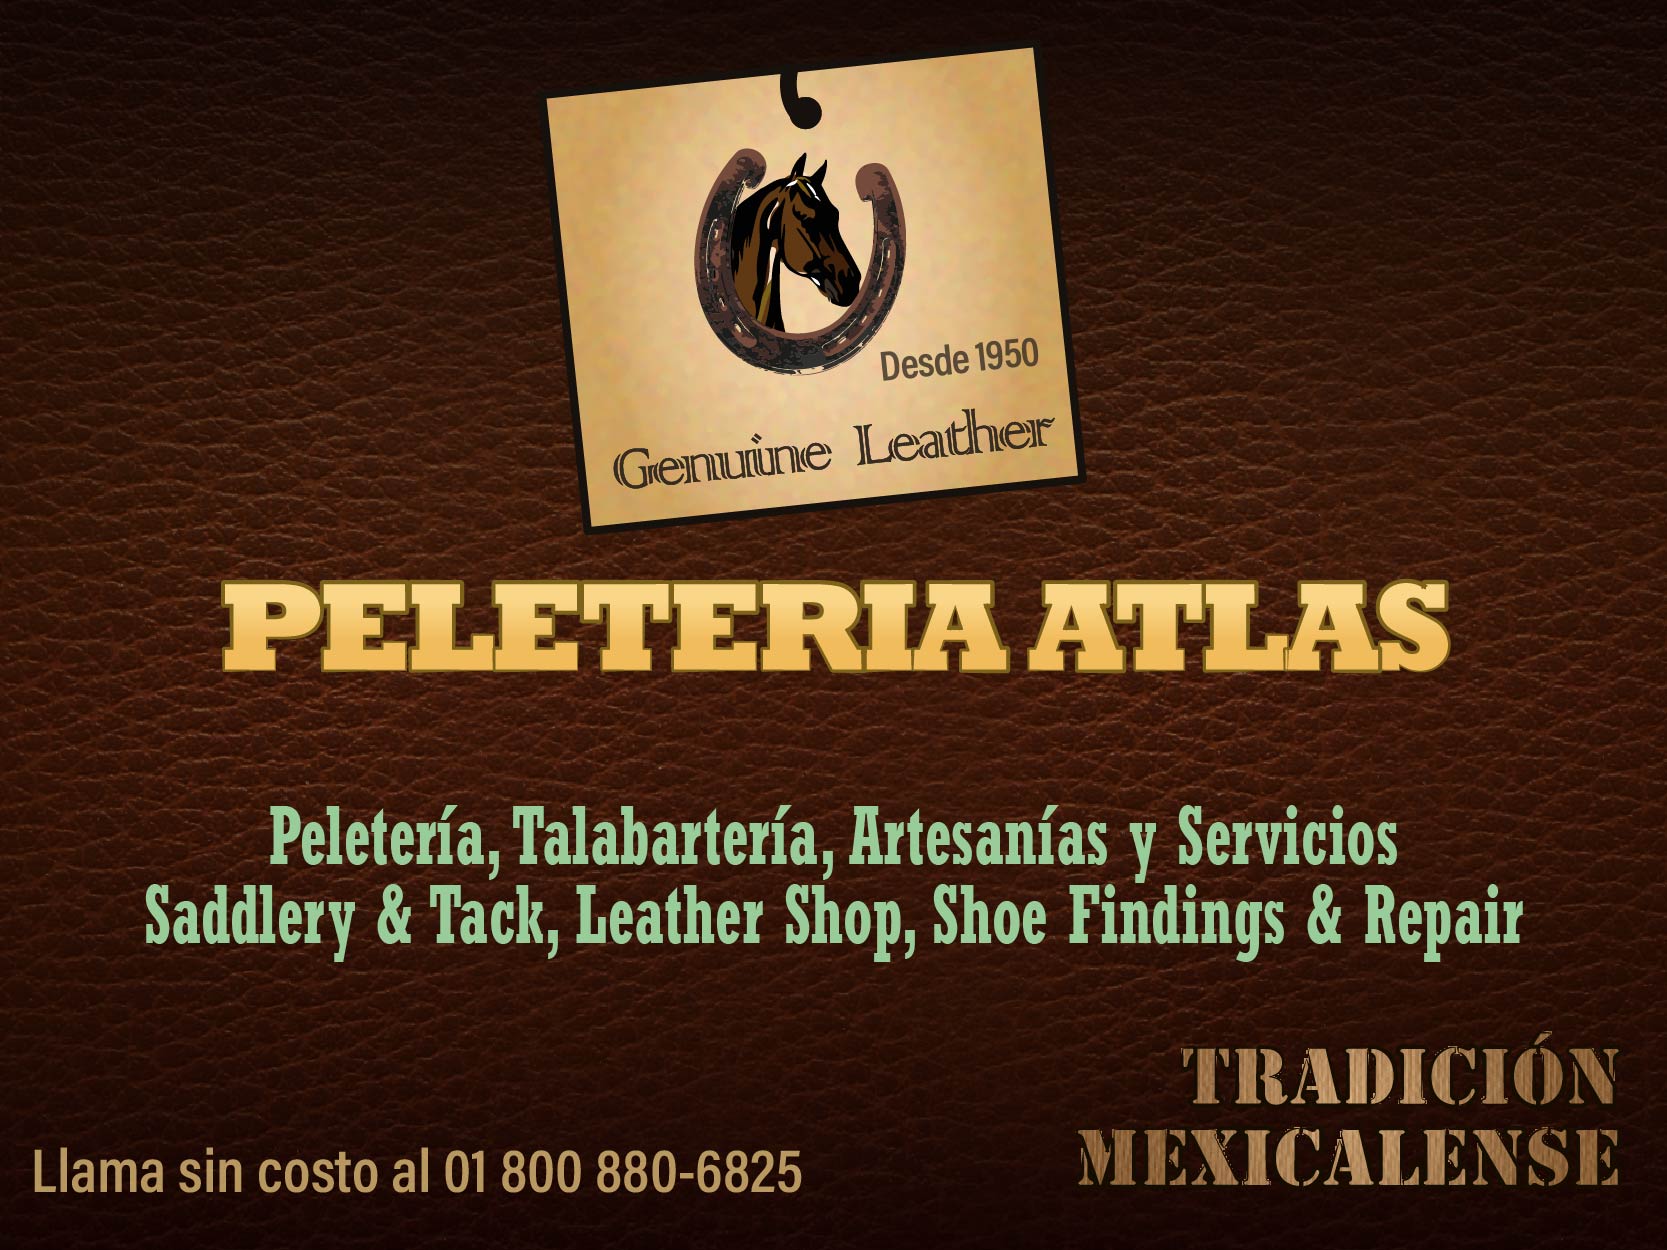 Desde 1950
Genuine Leather
PELETERIA ATLAS
Peletería, Talabartería, Artesanías y Servicios
Saddlery & Tack, Leather Shop, Shoe Findings & Repair
TRADICIÓN
MEXICALENSE
Llama sin costo al 01 800 880-6825